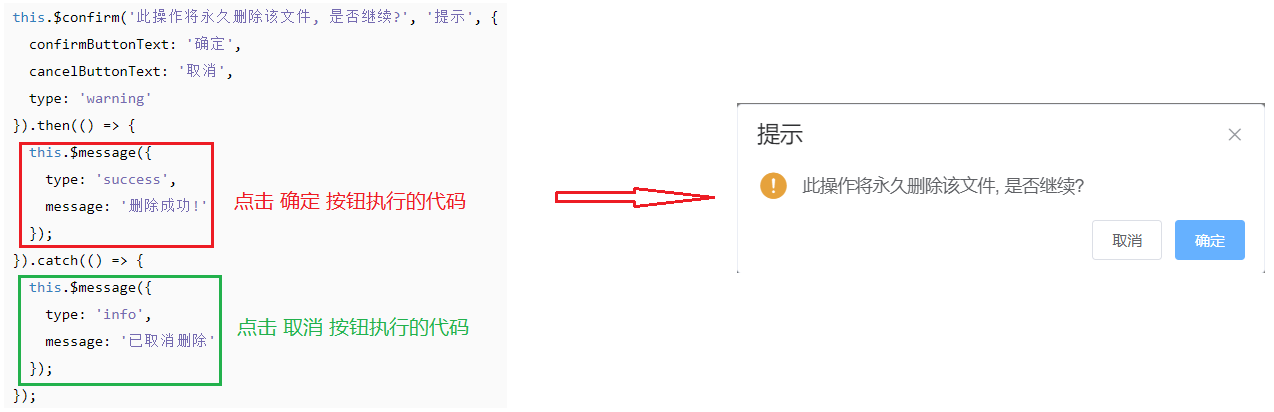 this.$confirm('此操作将永久删除该文件, 是否继续?', '提示', {
confirmButtonText: '确定',
cancelButtonText: '取消',
type: 'warning'
}).then(() => {
this.$message({
type: 'success',
message: '删除成功!'
});
}).catch(() => {
this.$message({
type: 'info',
message: '已取消删除'
});
});
点击 确定 按钮执行的代码
点击 取消 按钮执行的代码
提示
此操作将永久删除该文件, 是否继续?
取消
确定